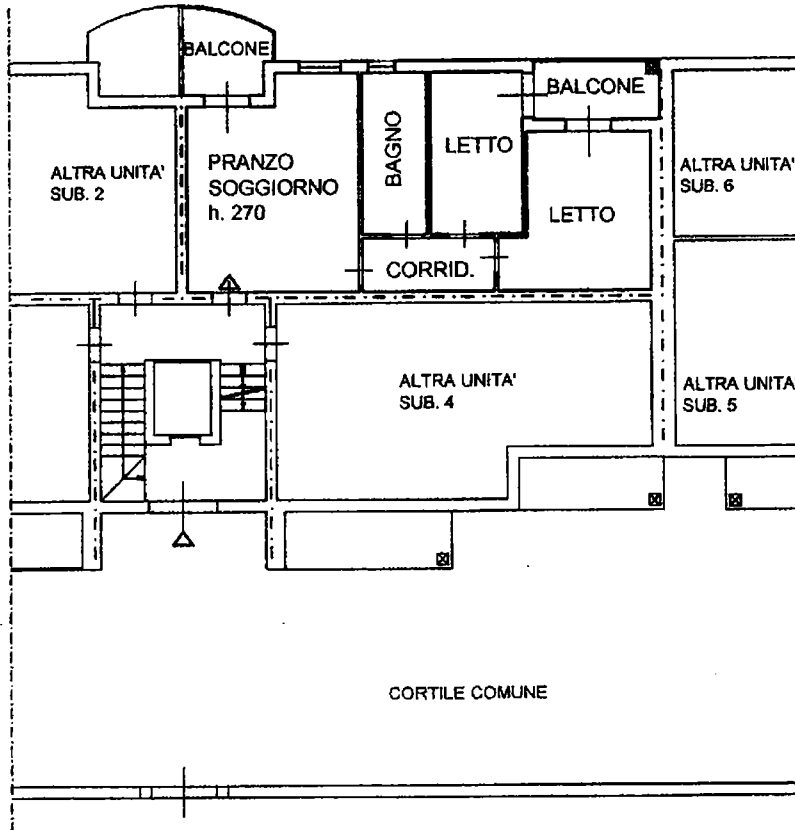 BALCONE
BALCONE
BAGNO
LETTO
ALTRA UNITA'
SUB. 2
PRANZO
SOGGIORNO
h. 270
ALTRA UNITA'
SUB. 6
LETTO
CORRID.
ALTRA UNITA'
SUB. 4
ALTRA UNITA
SUB. 5
CORTILE COMUNE